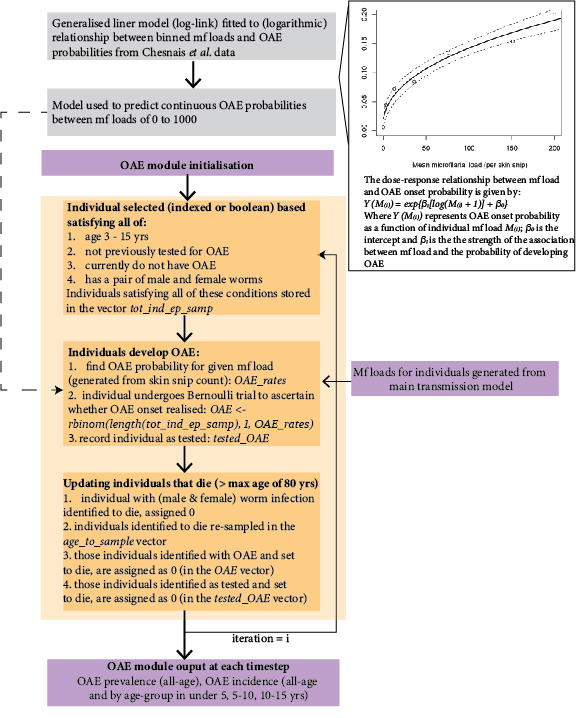 Generalised liner model (log-link) fitted to (logarithmic)
relationship between binned mf loads and OAE
probabilities from Chesnais et al. data
Model used to predict continuous OAE probabilities
between mf loads of 0 to 1000
0.20
0.15
0.10
0.05
0.00
0
50
100
150
200
Mean microfilarial load (per skin snip)
The dose-response relationship between mf load
and OAE onset probability is given by:
Y (M(i)) = exp{β1[log(M(i) + 1)] + β0}
Where Y (M(i)) represents OAE onset probability
as a function of individual mf load M(i); β0 is the
intercept and β1 is the the strength of the association
between mf load and the probability of developing
OAE
OAE module initialisation
Individual selected (indexed or boolean) based
satisfying all of:
1. age 3 - 15 yrs
2. not previously tested for OAE
3. currently do not have OAE
4. has a pair of male and female worms
Individuals satisfying all of these conditions stored
in the vector tot_ind_ep_samp
Individuals develop OAE:
1. find OAE probability for given mf load
(generated from skin snip count): OAE_rates
2. individual undergoes Bernoulli trial to ascertain
whether OAE onset realised: OAE <-
rbinom(length(tot_ind_ep_samp), 1, OAE_rates)
3. record individual as tested: tested_OAE
Mf loads for individuals generated from
main transmission model
Updating individuals that die (> max age of 80 yrs)
1. individual with (male & female) worm infection
identified to die, assigned 0
2. individuals identified to die re-sampled in the
age_to_sample vector
3. those individuals identified with OAE and set
to die, are assigned as 0 (in the OAE vector)
4. those individuals identified as tested and set
to die, are assigned as 0 (in the tested_OAE vector)
iteration = i
OAE module ouput at each timestep
OAE prevalence (all-age), OAE incidence (all-age
and by age-group in under 5, 5-10, 10-15 yrs)